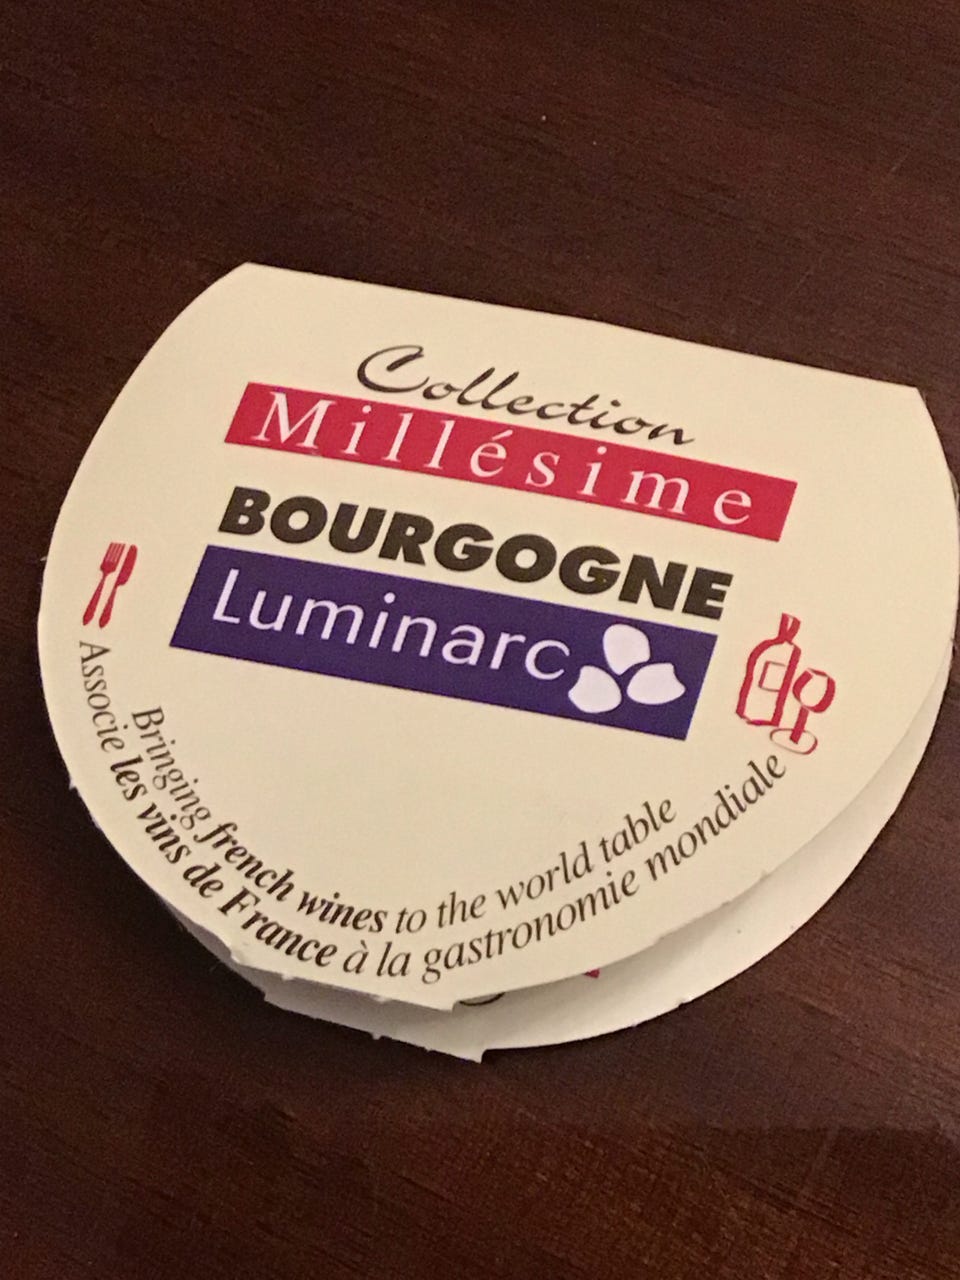 Collection
Millésime
BOURGOGNE
Luminarc
Bringing french wines to the world table
Associe les vins de France à la gastronomie mondiale